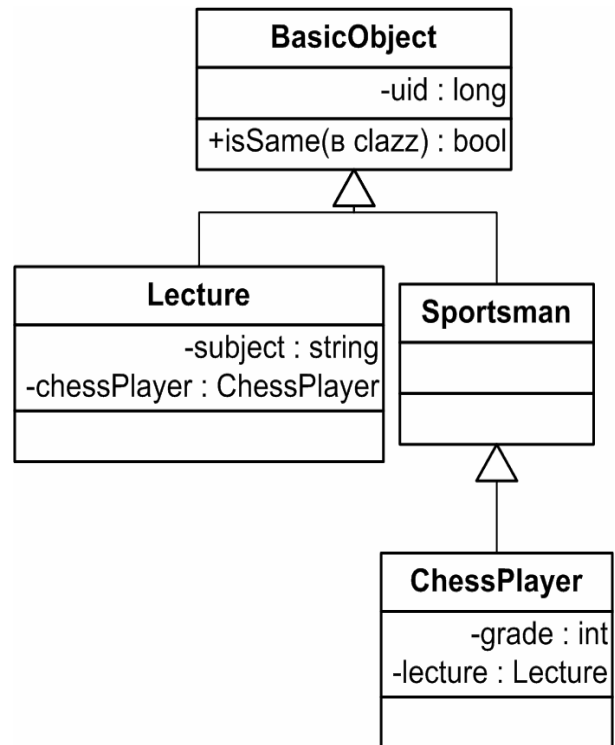 BasicObject
-uid : long
+isSame(в clazz) : bool
Lecture
-subject : string
-chessPlayer : ChessPlayer
Sportsman
ChessPlayer
-grade : int
-lecture : Lecture